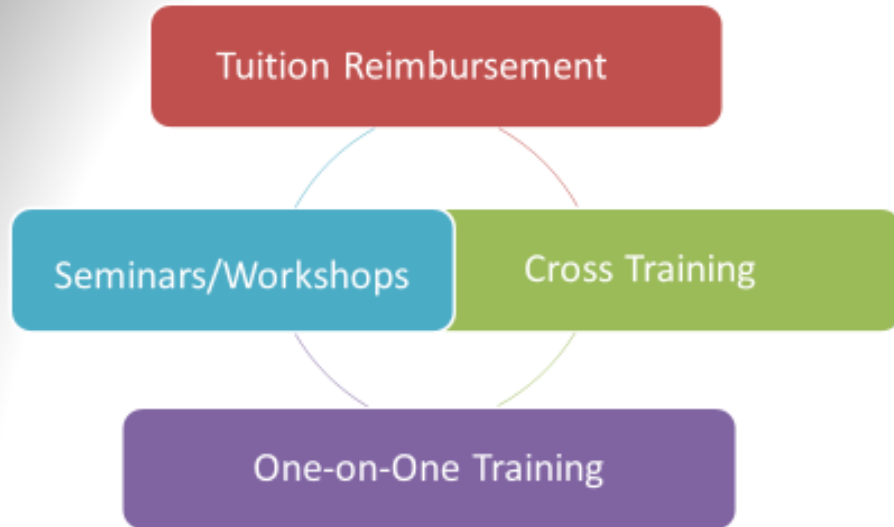 Tuition Reimbursement
Seminars/Workshops
Cross Training
One-on-One Training